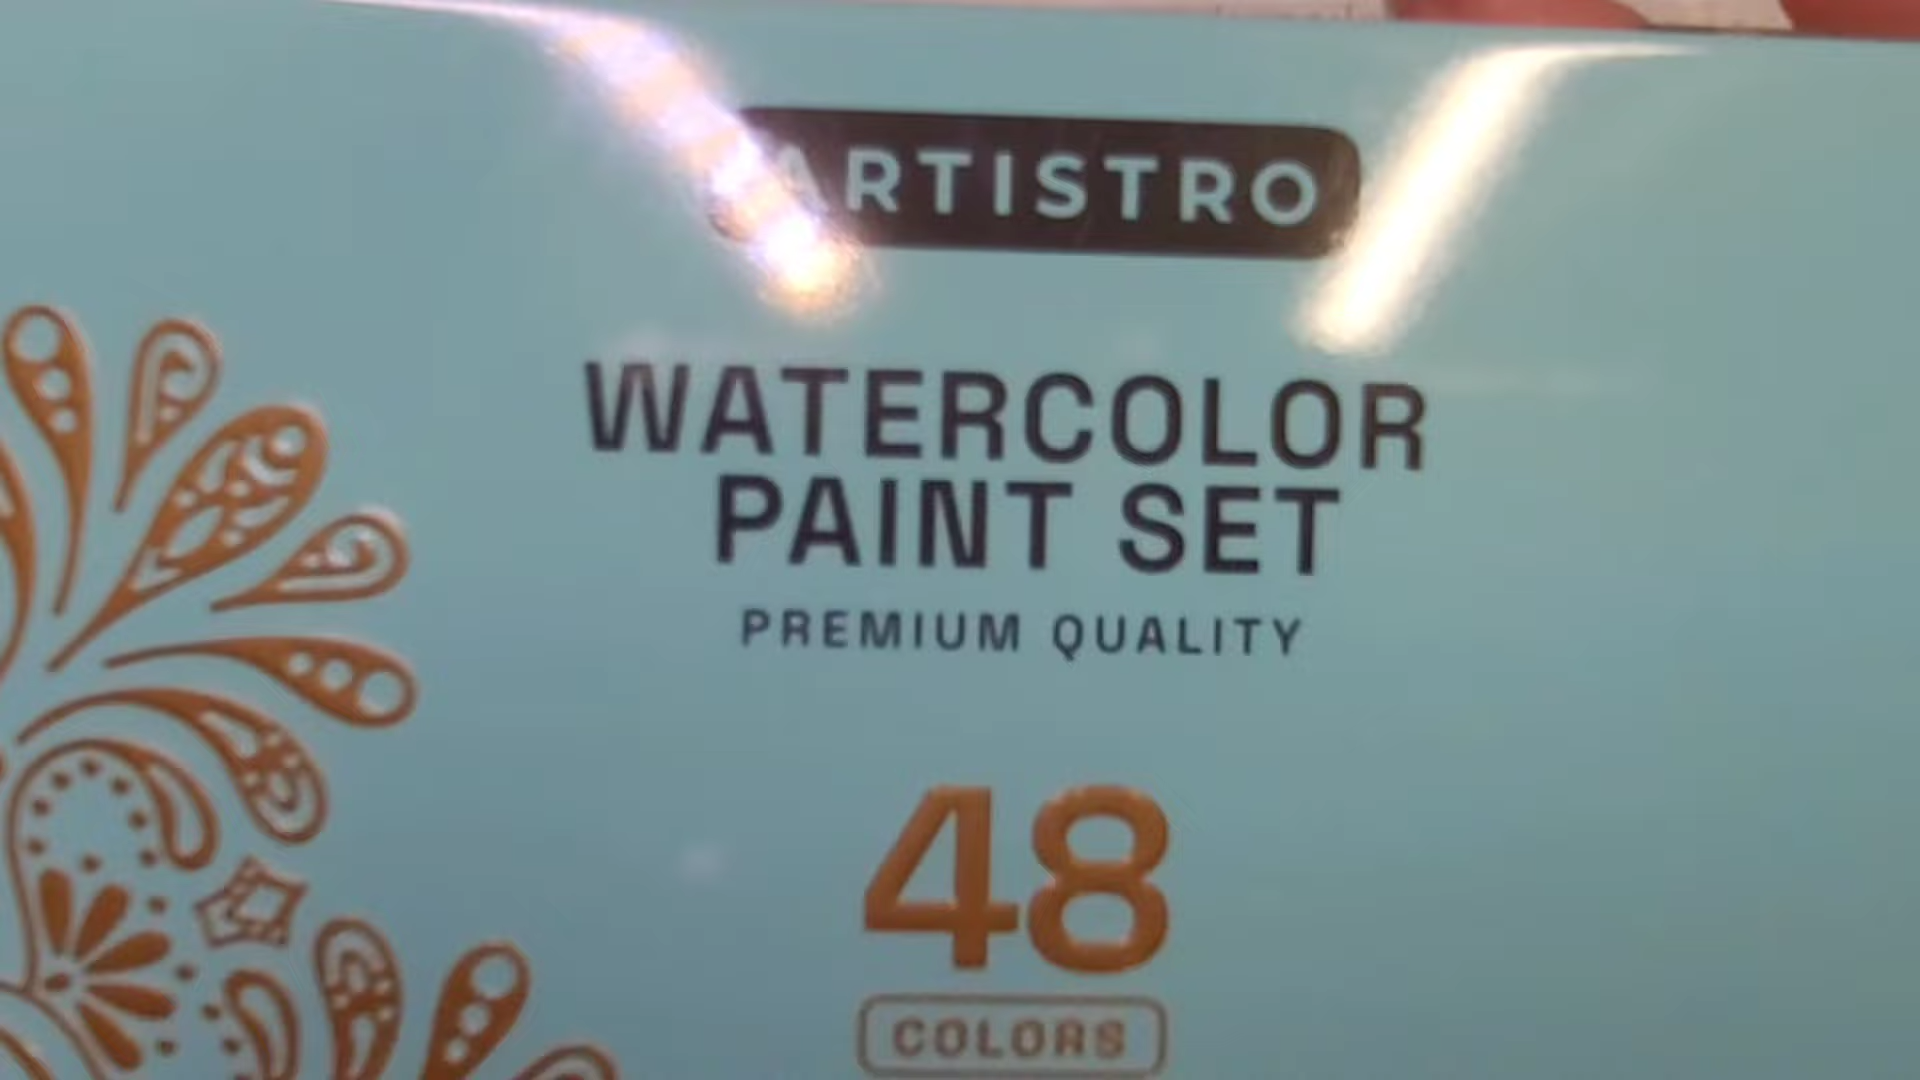 ARTISTRO
WATERCOLOR
PAINT SET
PREMIUM QUALITY
48
COLORS